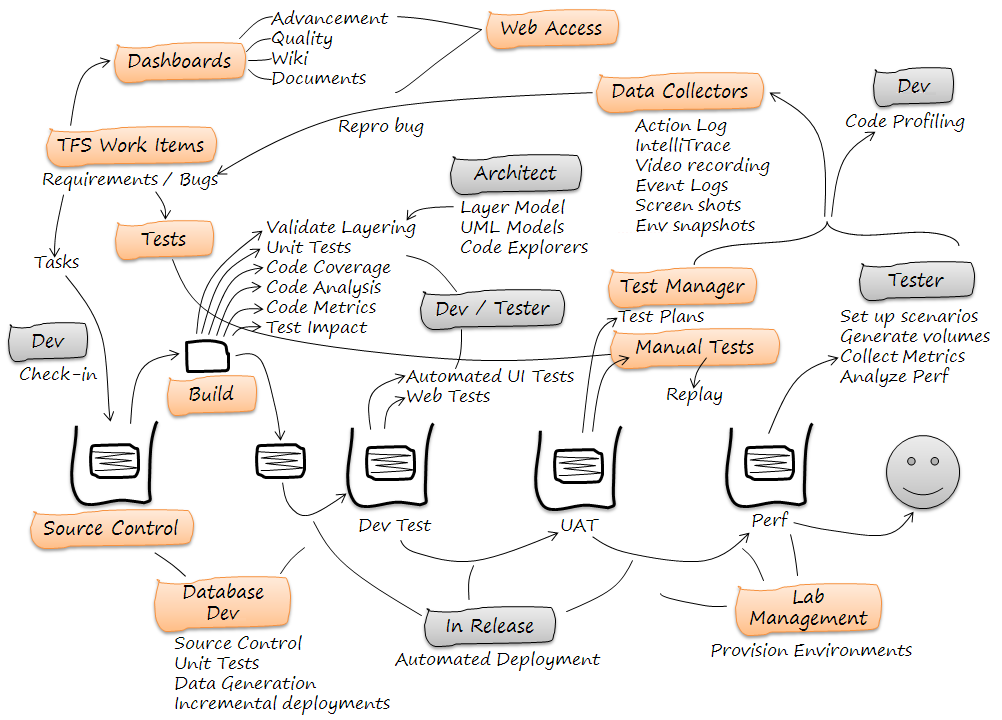 Advancement
Quality
Wiki
Documents
Dashboards
Web Access
Data Collectors
Action Log
IntelliTrace
Video recording
Event Logs
Screen shots
Env snapshots
Dev
Code Profiling
Repro bug
TFS Work Items
Requirements / Bugs
Architect
Layer Model
UML Models
Code Explorers
Tests
Tasks
Validate Layering
Unit Tests
Code Coverage
Code Analysis
Code Metrics
Test Impact
Dev / Tester
Test Manager
Test Plans
Manual Tests
Replay
Tester
Set up scenarios
Generate volumes
Collect Metrics
Analyze Perf
Dev
Check-in
Build
Automated UI Tests
Web Tests
Source Control
Dev Test
UAT
Perf
Database
Dev
Source Control
Unit Tests
Data Generation
Incremental deployments
In Release
Automated Deployment
Lab
Management
Provision Environments